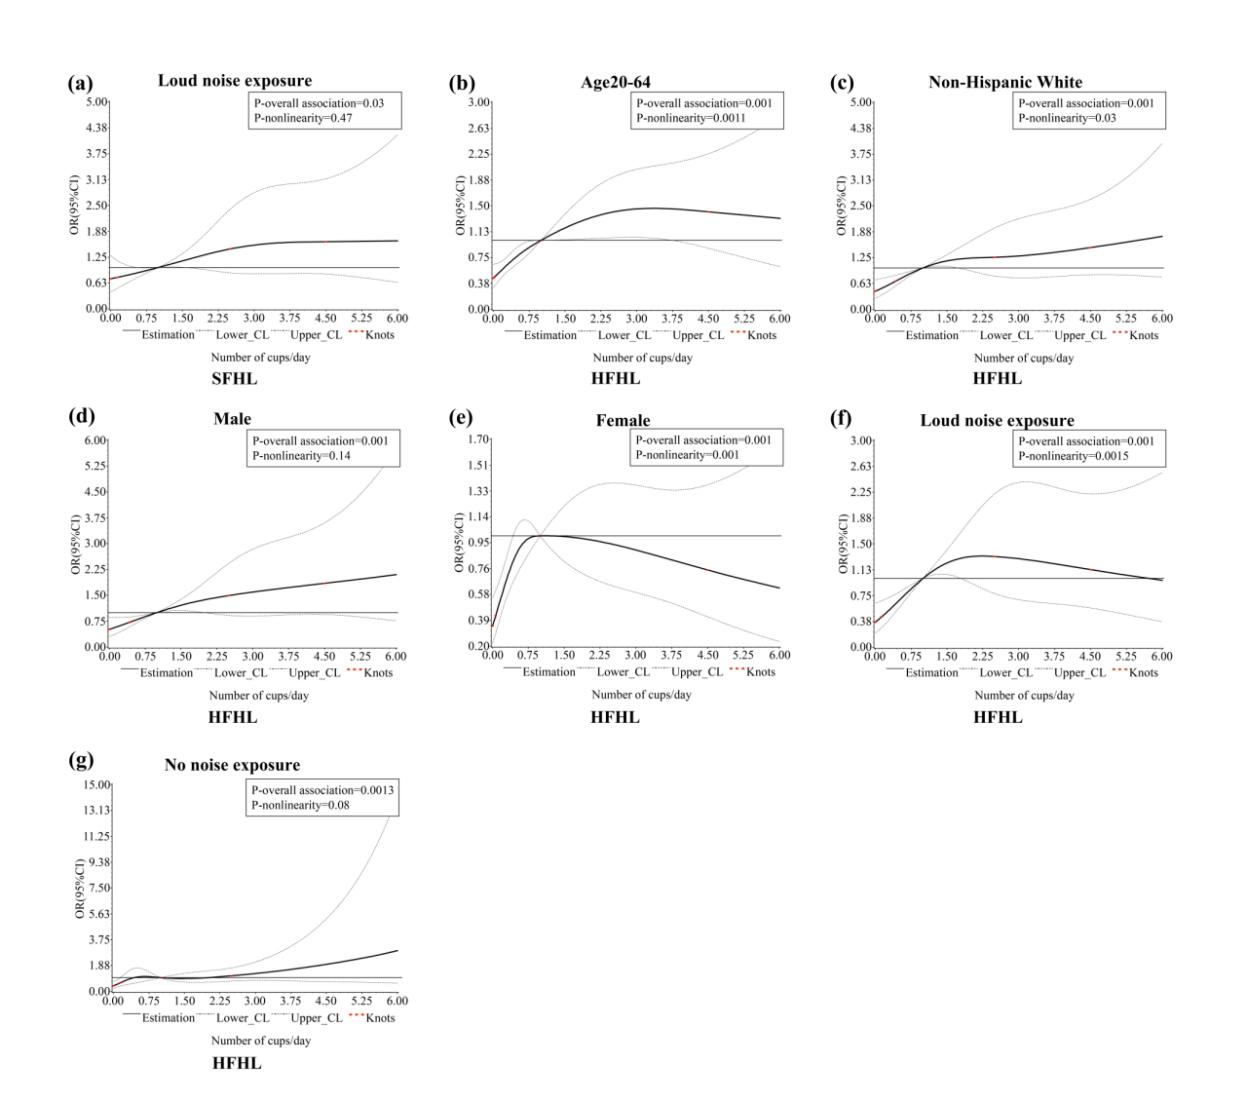 (a) Loud noise exposure
P-overall association=0.03
P-nonlinearity=0.47
OR(95%CI)
5.00
4.38
3.75
3.13
2.50
1.88
1.25
0.63
0.00
0.00 0.75 1.50 2.25 3.00 3.75 4.50 5.25 6.00
Estimation Lower_CL Upper_CL Knots
Number of cups/day
SFHL
(b) Age20-64
P-overall association=0.001
P-nonlinearity=0.0011
OR(95%CI)
3.00
2.63
2.25
1.88
1.50
1.13
0.75
0.38
0.00
0.00 0.75 1.50 2.25 3.00 3.75 4.50 5.25 6.00
Estimation Lower_CL Upper_CL Knots
Number of cups/day
HFHL
(c) Non-Hispanic White
P-overall association=0.001
P-nonlinearity=0.03
OR(95%CI)
5.00
4.38
3.75
3.13
2.50
1.88
1.25
0.63
0.00
0.00 0.75 1.50 2.25 3.00 3.75 4.50 5.25 6.00
Estimation Lower_CL Upper_CL Knots
Number of cups/day
HFHL
(d) Male
P-overall association=0.001
P-nonlinearity=0.14
OR(95%CI)
6.00
5.25
4.50
3.75
3.00
2.25
1.50
0.75
0.00
0.00 0.75 1.50 2.25 3.00 3.75 4.50 5.25 6.00
Estimation Lower_CL Upper_CL Knots
Number of cups/day
HFHL
(e) Female
P-overall association=0.001
P-nonlinearity=0.001
OR(95%CI)
1.70
1.51
1.33
1.14
0.95
0.76
0.58
0.39
0.20
0.00 0.75 1.50 2.25 3.00 3.75 4.50 5.25 6.00
Estimation Lower_CL Upper_CL Knots
Number of cups/day
HFHL
(f) Loud noise exposure
P-overall association=0.001
P-nonlinearity=0.0015
OR(95%CI)
3.00
2.63
2.25
1.88
1.50
1.13
0.75
0.38
0.00
0.00 0.75 1.50 2.25 3.00 3.75 4.50 5.25 6.00
Estimation Lower_CL Upper_CL Knots
Number of cups/day
HFHL
(g) No noise exposure
P-overall association=0.0013
P-nonlinearity=0.08
OR(95%CI)
15.00
13.13
11.25
9.38
7.50
5.63
3.75
1.88
0.00
0.00 0.75 1.50 2.25 3.00 3.75 4.50 5.25 6.00
Estimation Lower_CL Upper_CL Knots
Number of cups/day
HFHL